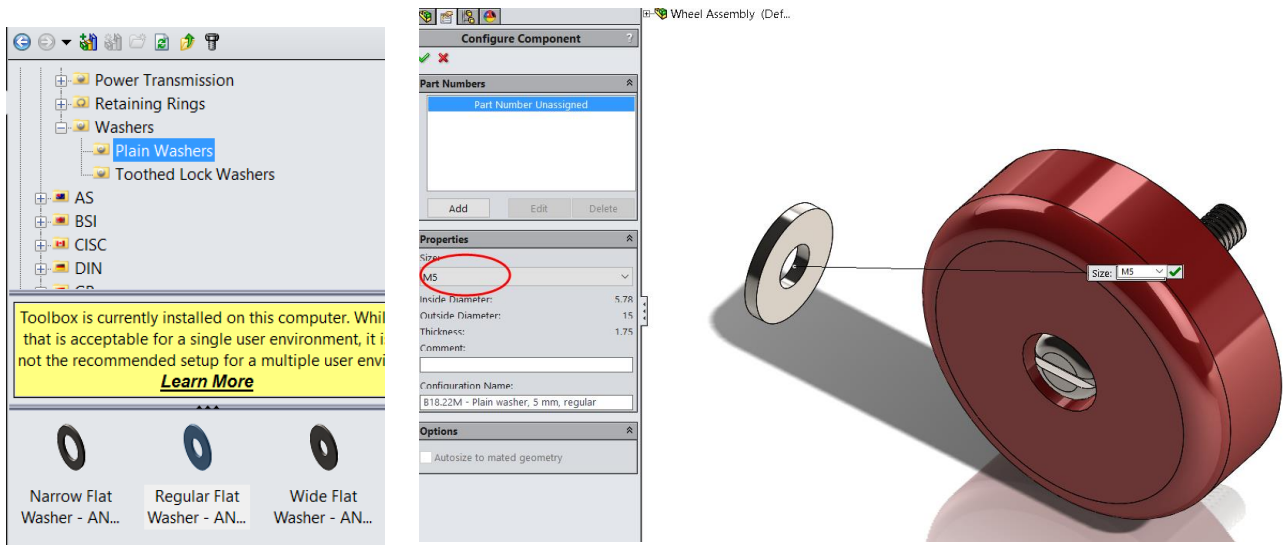 Power Transmission
Retaining Rings
Washers
Plain Washers
Toothed Lock Washers
AS
BSI
CISC
DIN
Toolbox is currently installed on this computer. Whil
that is acceptable for a single user environment, it i
not the recommended setup for a multiple user envi
Learn More
Narrow Flat
Washer - AN...
Regular Flat
Washer - AN...
Wide Flat
Washer - AN...
Configure Component ?
Part Numbers
Part Number Unassigned
Add Edit Delete
Properties
Size:
M5
Inside Diameter: 5.78
Outside Diameter: 15
Thickness: 1.75
Comment:
Configuration Name:
B18.22M - Plain washer, 5 mm, regular
Options
Autosize to mated geometry
Wheel Assembly (Def...
Size: M5